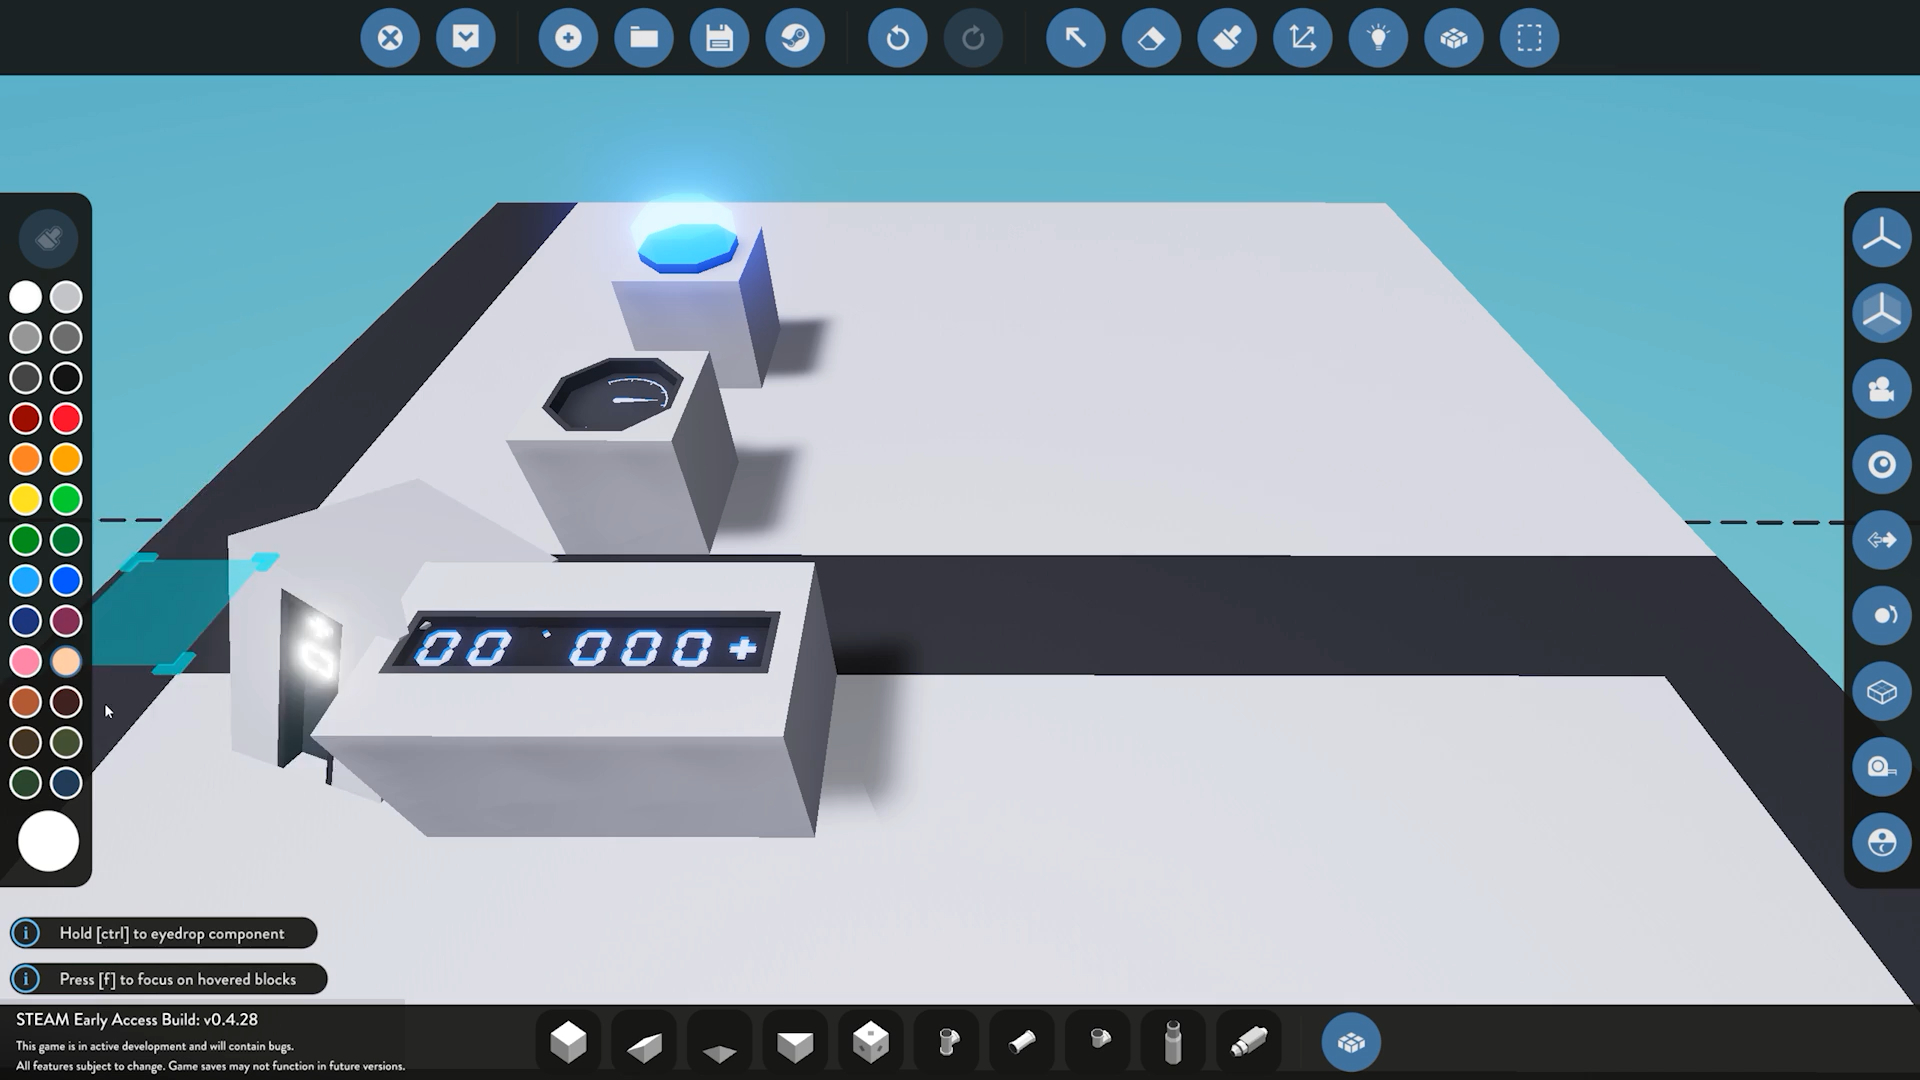 00 000+
Hold [ctrl] to eyedrop component
Press [f] to focus on hovered blocks
STEAM Early Access Build: v0.4.28
This game is in active development and will contain bugs.
All features subject to change. Game saves may not function in future versions.